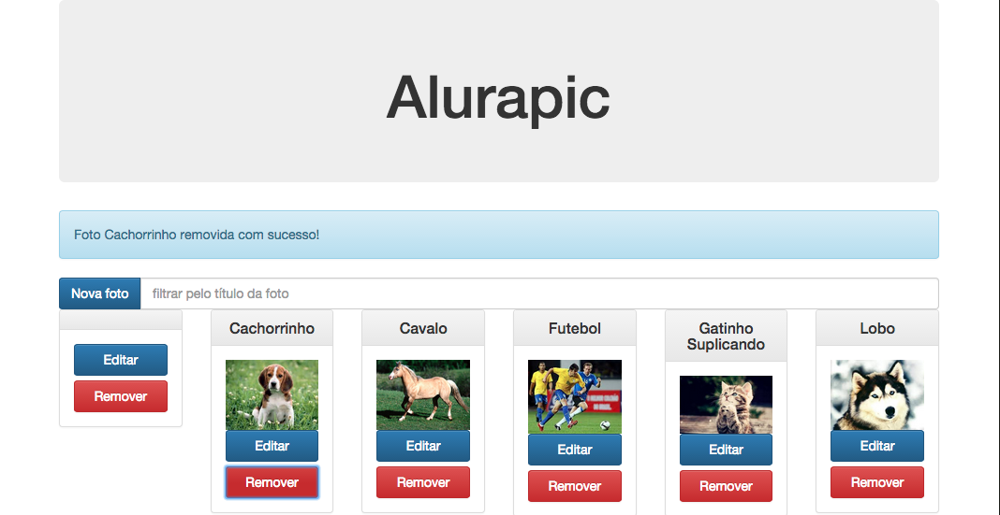 Alurapic
Foto Cachorrinho removida com sucesso!
Nova foto filtrar pelo título da foto
Editar
Remover
Cachorrinho
Editar
Remover
Cavalo
Editar
Remover
Futebol
Editar
Remover
Gatinho
Suplicando
Editar
Remover
Lobo
Editar
Remover